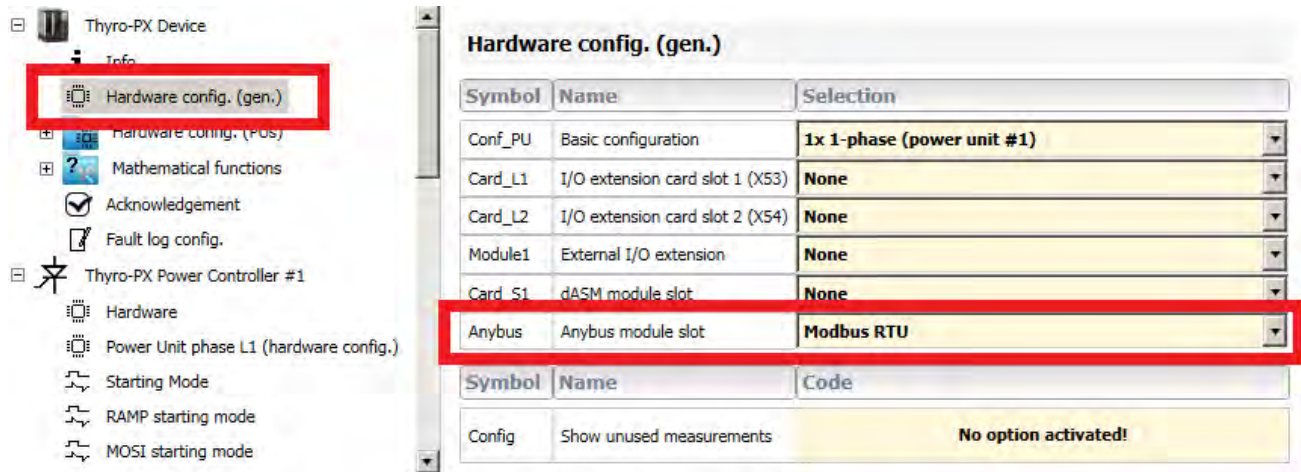 Thyro-PX Device
Info
Hardware config. (gen.)
Hardware config. (PUs)
Mathematical functions
Acknowledgement
Fault log config.
Thyro-PX Power Controller #1
Hardware
Power Unit phase L1 (hardware config.)
Starting Mode
RAMP starting mode
MOSI starting mode
Hardware config. (gen.)
Symbol Name Selection
Conf_PU Basic configuration 1x 1-phase (power unit #1)
Card_L1 I/O extension card slot 1 (X53) None
Card_L2 I/O extension card slot 2 (X54) None
Module1 External I/O extension None
Card_S1 dASM module slot None
Anybus Anybus module slot Modbus RTU
Symbol Name Code
Config Show unused measurements No option activated!